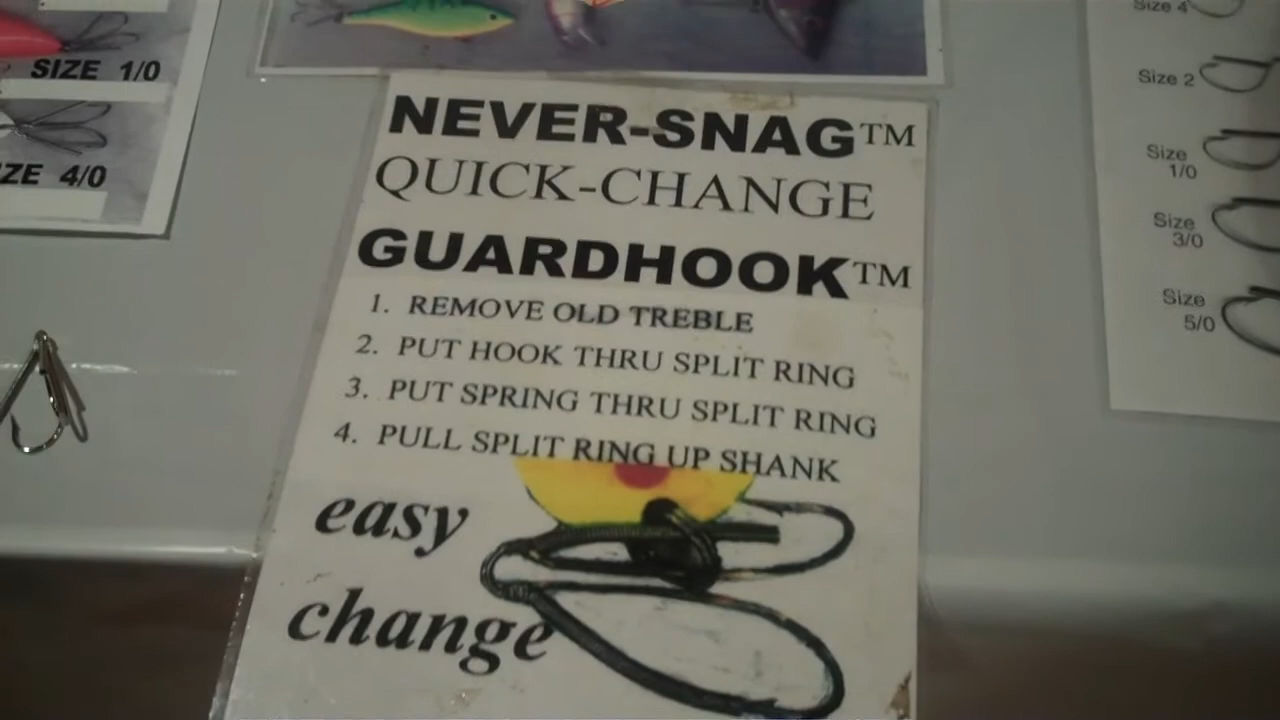 SIZE 1/0
ZE 4/0
NEVER-SNAG™
QUICK-CHANGE
GUARDHOOK™
1. REMOVE OLD TREBLE
2. PUT HOOK THRU SPLIT RING
3. PUT SPRING THRU SPLIT RING
4. PULL SPLIT RING UP SHANK
easy
change
Size 4
Size 2
Size
1/0
Size
3/0
Size
5/0